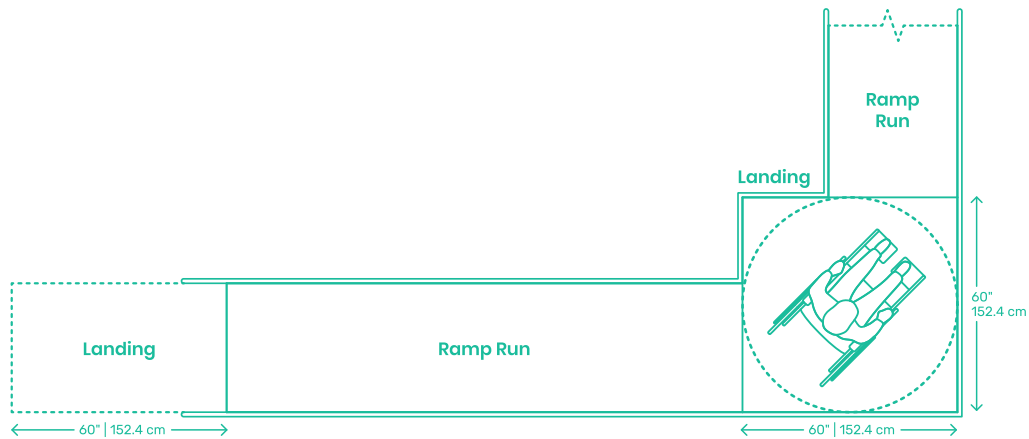 Ramp
Run
Landing
60"
152.4 cm
Landing
Ramp Run
60" | 152.4 cm
60" | 152.4 cm